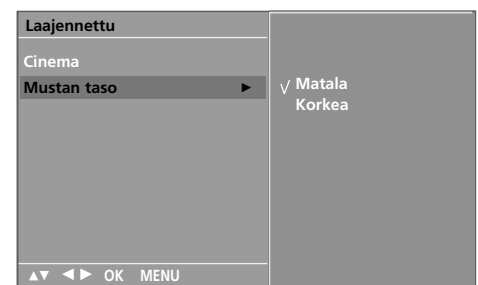 Laajennettu
Cinema
Mustan taso ►
√ Matala
Korkea
▲▼ ◄ ► OK MENU